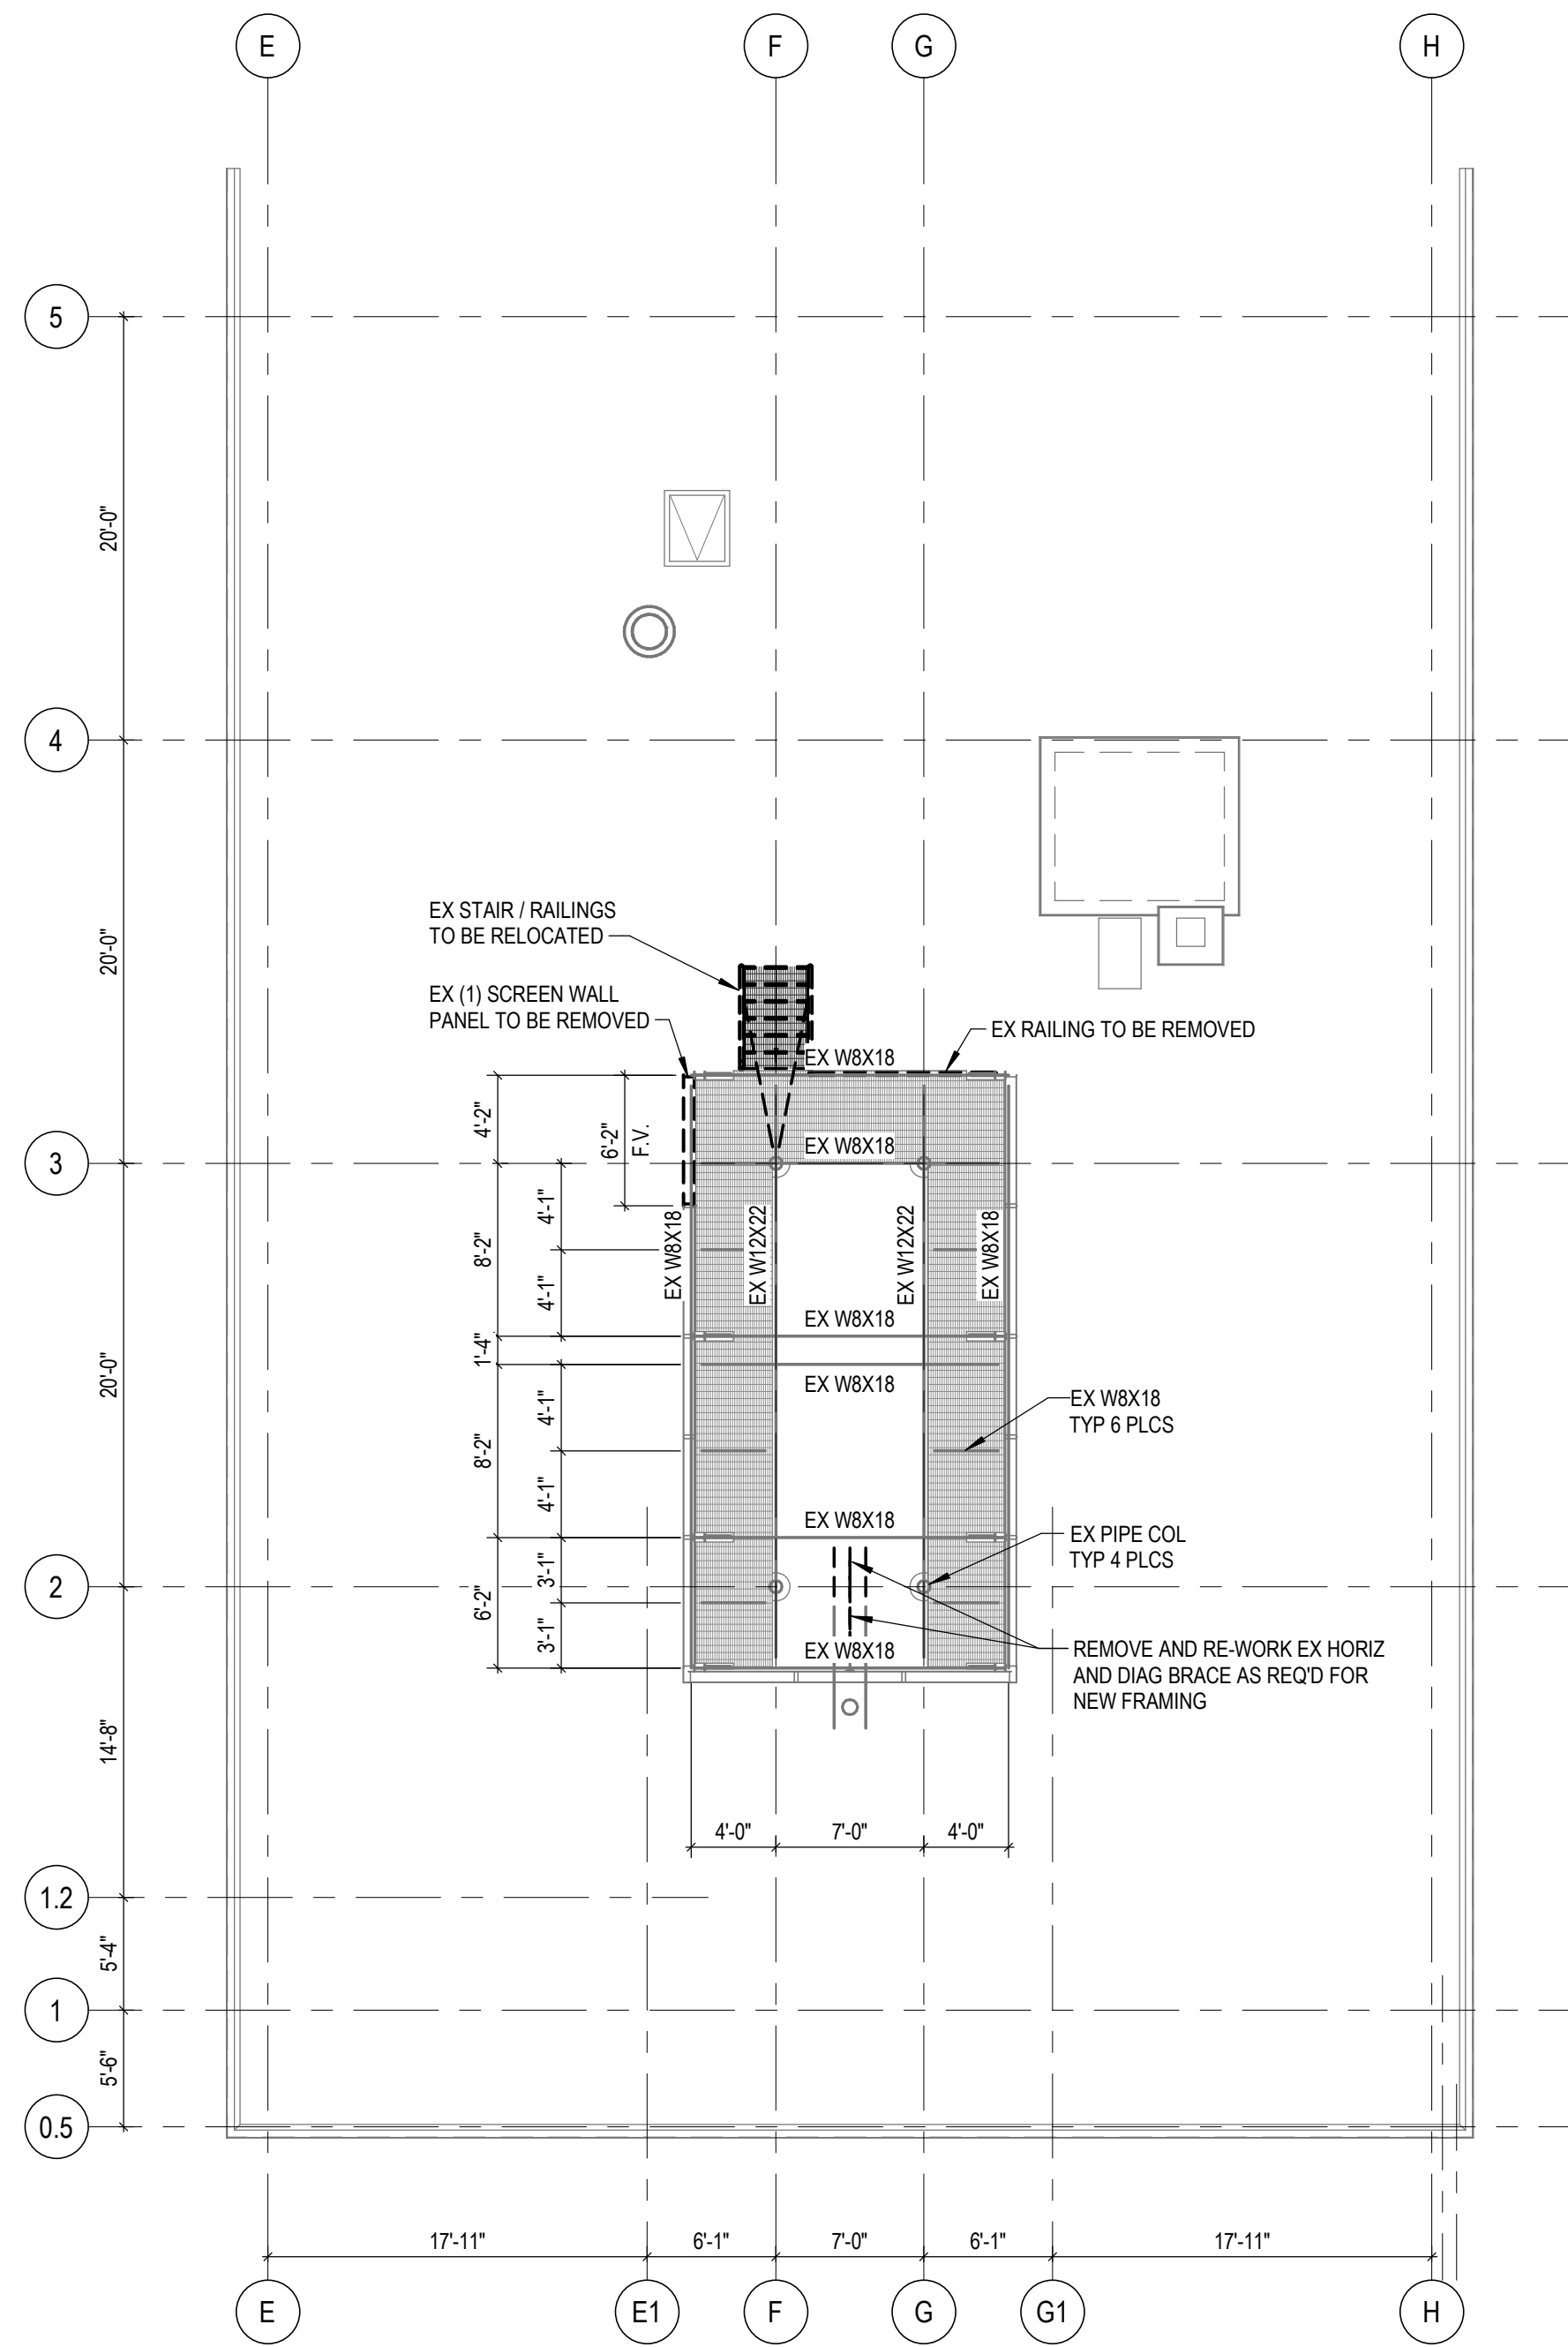 E
F
G
H
5
20'-0"
4
20'-0"
EX STAIR / RAILINGS
TO BE RELOCATED
EX (1) SCREEN WALL
PANEL TO BE REMOVED
EX RAILING TO BE REMOVED
EX W8X18
4'-2"
6'-2"
F.V.
EX W8X18
3
4'-1"
8'-2"
4'-1"
EX W8X18
EX W12X22
EX W12X22
EX W8X18
EX W8X18
1'-4"
20'-0"
EX W8X18
4'-1"
8'-2"
4'-1"
EX W8X18
TYP 6 PLCS
EX W8X18
EX PIPE COL
TYP 4 PLCS
2
3'-1"
6'-2"
3'-1"
EX W8X18
REMOVE AND RE-WORK EX HORIZ
AND DIAG BRACE AS REQ'D FOR
NEW FRAMING
14'-8"
4'-0"
7'-0"
4'-0"
1.2
5'-4"
1
5'-6"
0.5
17'-11"
6'-1"
7'-0"
6'-1"
17'-11"
E
E1
F
G
G1
H